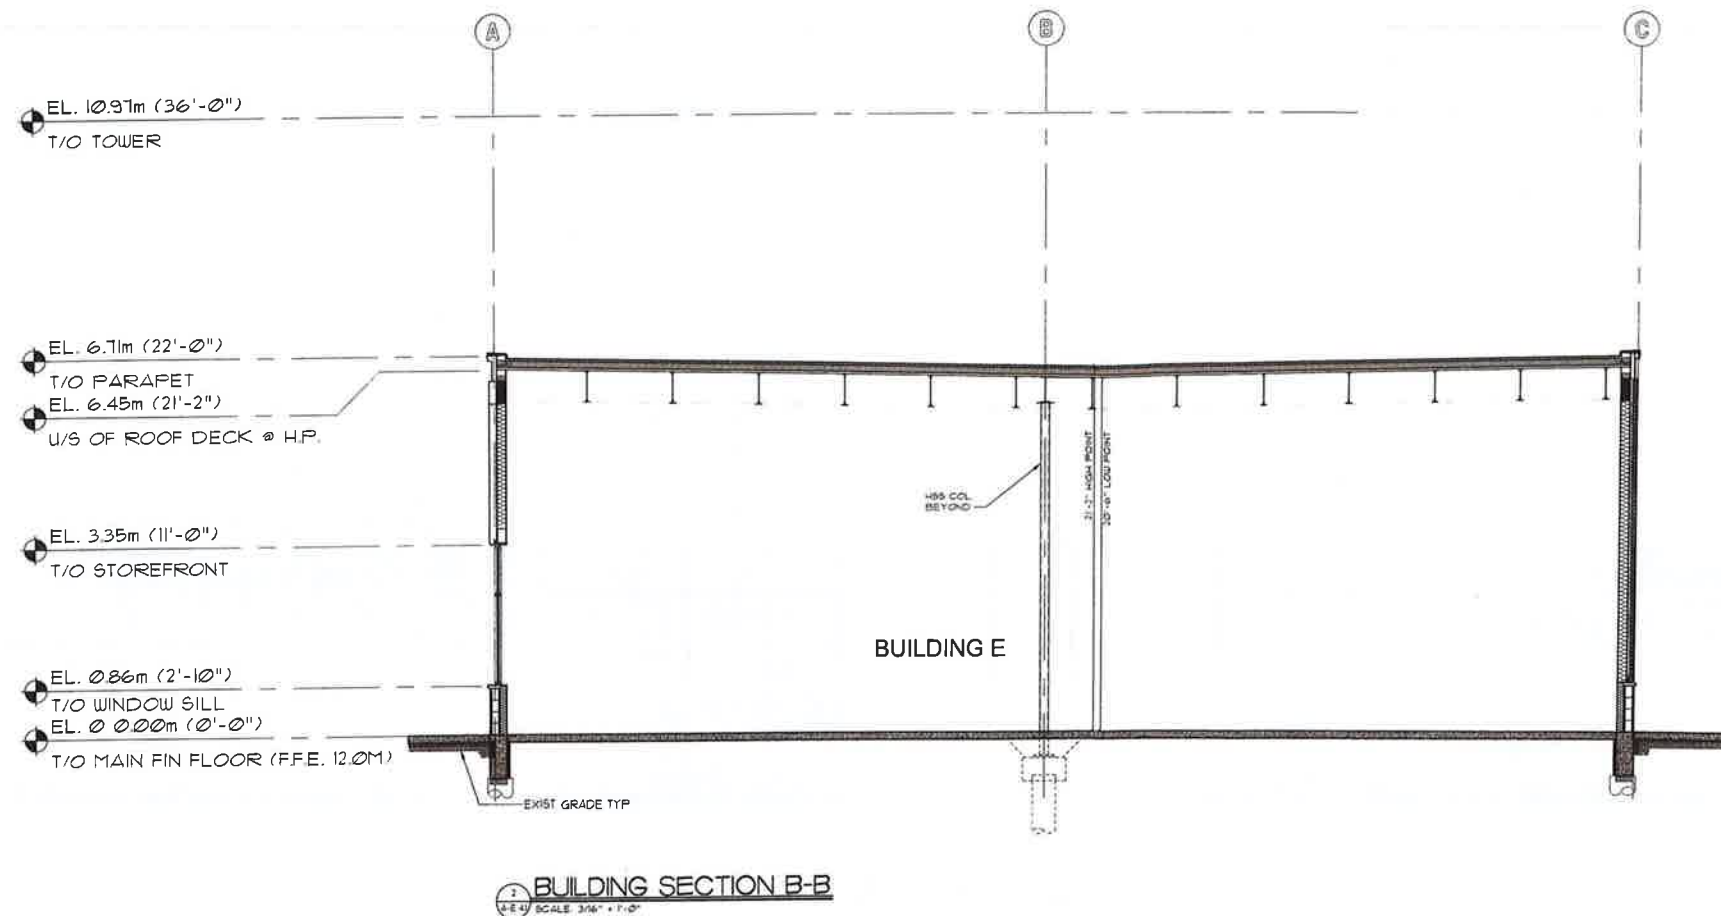 A
B
C
EL. 10.97m (36'-0")
T/O TOWER
EL. 6.71m (22'-0")
T/O PARAPET
EL. 6.45m (21'-2")
U/S OF ROOF DECK @ H.P.
HSS COL.
BEYOND
21'-2" HIGH POINT
20'-6" LOW POINT
EL. 3.35m (11'-0")
T/O STOREFRONT
BUILDING E
EL. 0.86m (2'-10")
T/O WINDOW SILL
EL. 0 0.00m (0'-0")
T/O MAIN FIN FLOOR (F.F.E. 12.0M)
EXIST GRADE TYP
2
BUILDING SECTION B-B
SCALE: 3/16" = 1'-0"